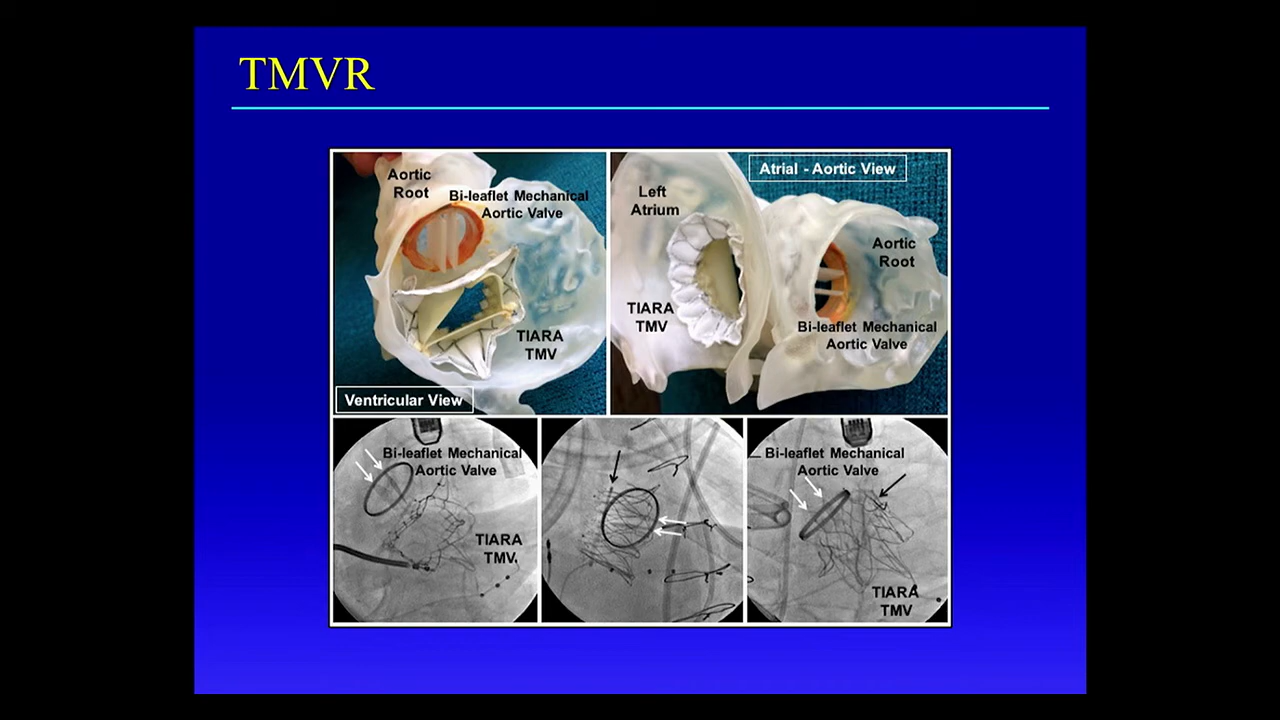 TMVR
Aortic
Root
Bi-leaflet Mechanical
Aortic Valve
TIARA
TMV
Ventricular View
Atrial - Aortic View
Left
Atrium
Aortic
Root
TIARA
TMV
Bi-leaflet Mechanical
Aortic Valve
Bi-leaflet Mechanical
Aortic Valve
TIARA
TMV
Bi-leaflet Mechanical
Aortic Valve
TIARA
TMV